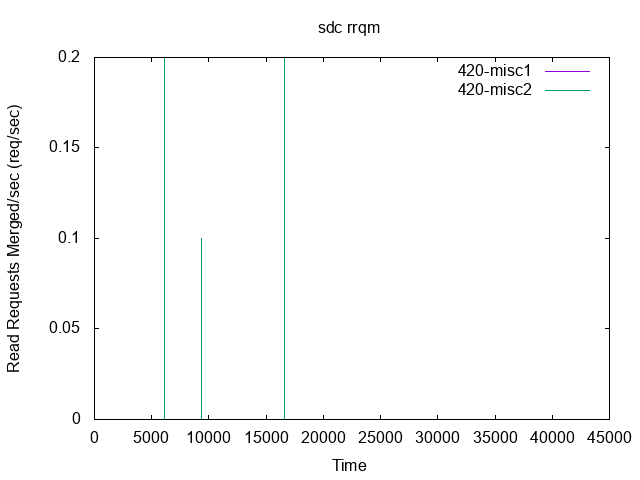 sdc rrqm
0.2
420-misc1
420-misc2
0.15
0.1
0.05
0
Read Requests Merged/sec (req/sec)
0 5000 10000 15000 20000 25000 30000 35000 40000 45000
Time